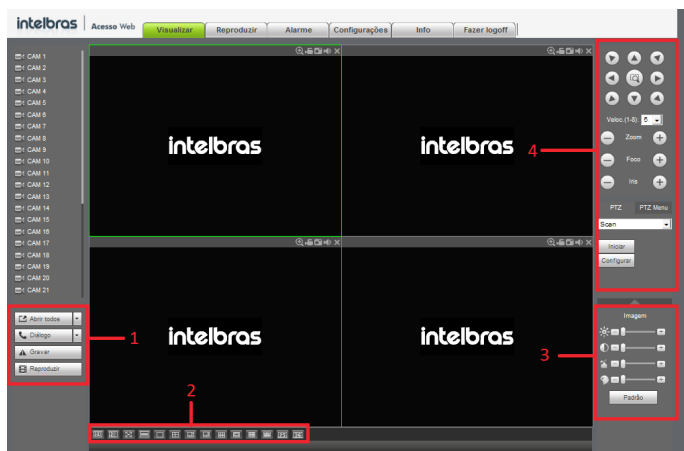 intelbras Acesso Web Visualizar Reproduzir Alarme Configurações Info Fazer logoff
CAM 1
CAM 2
CAM 3
CAM 4
CAM 5
CAM 6
CAM 7
CAM 8
CAM 9
CAM 10
CAM 11
CAM 12
CAM 13
CAM 14
CAM 15
CAM 16
CAM 17
CAM 18
CAM 19
CAM 20
CAM 21
Abrir todos
Diálogo
Gravar
Reproduzir
1
intelbras
intelbras
intelbras
intelbras
2
4
Veloc.(1-8): 5
Zoom
Foco
Iris
PTZ PTZ Menu
Scan
Iniciar
Configurar
3
Imagem
Padrão